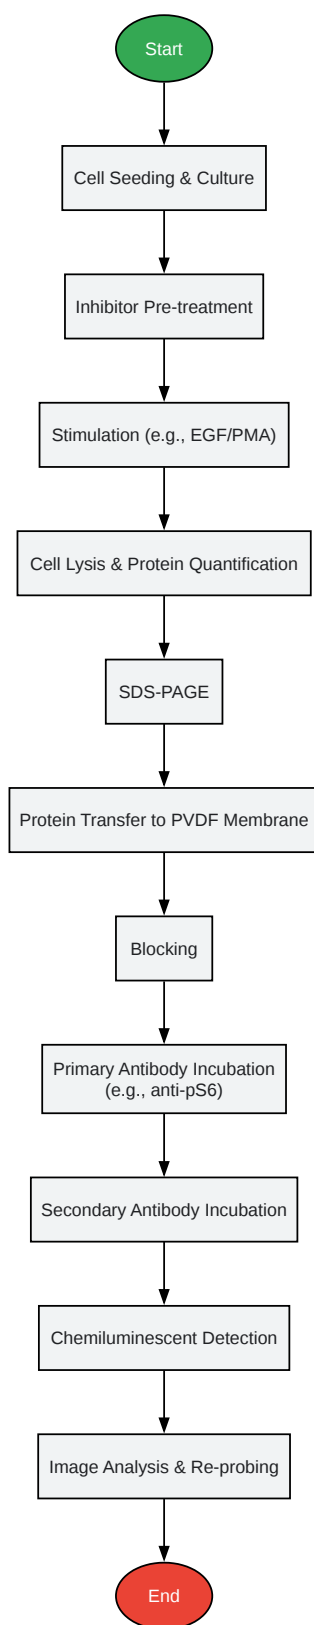 Start
Cell Seeding & Culture
Inhibitor Pre-treatment
Stimulation (e.g., EGF/PMA)
Cell Lysis & Protein Quantification
SDS-PAGE
Protein Transfer to PVDF Membrane
Blocking
Primary Antibody Incubation
(e.g., anti-pS6)
Secondary Antibody Incubation
Chemiluminescent Detection
Image Analysis & Re-probing
End